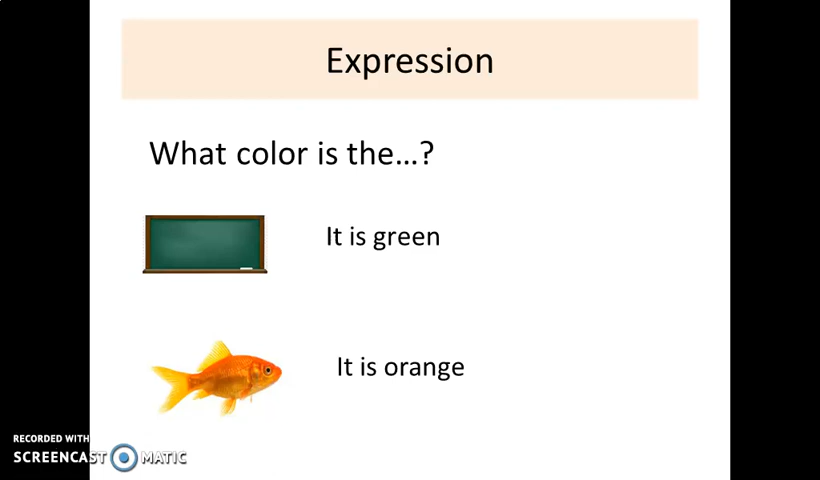 Expression
What color is the...?
It is green
It is orange
RECORDED WITH
SCREENCAST MATIC